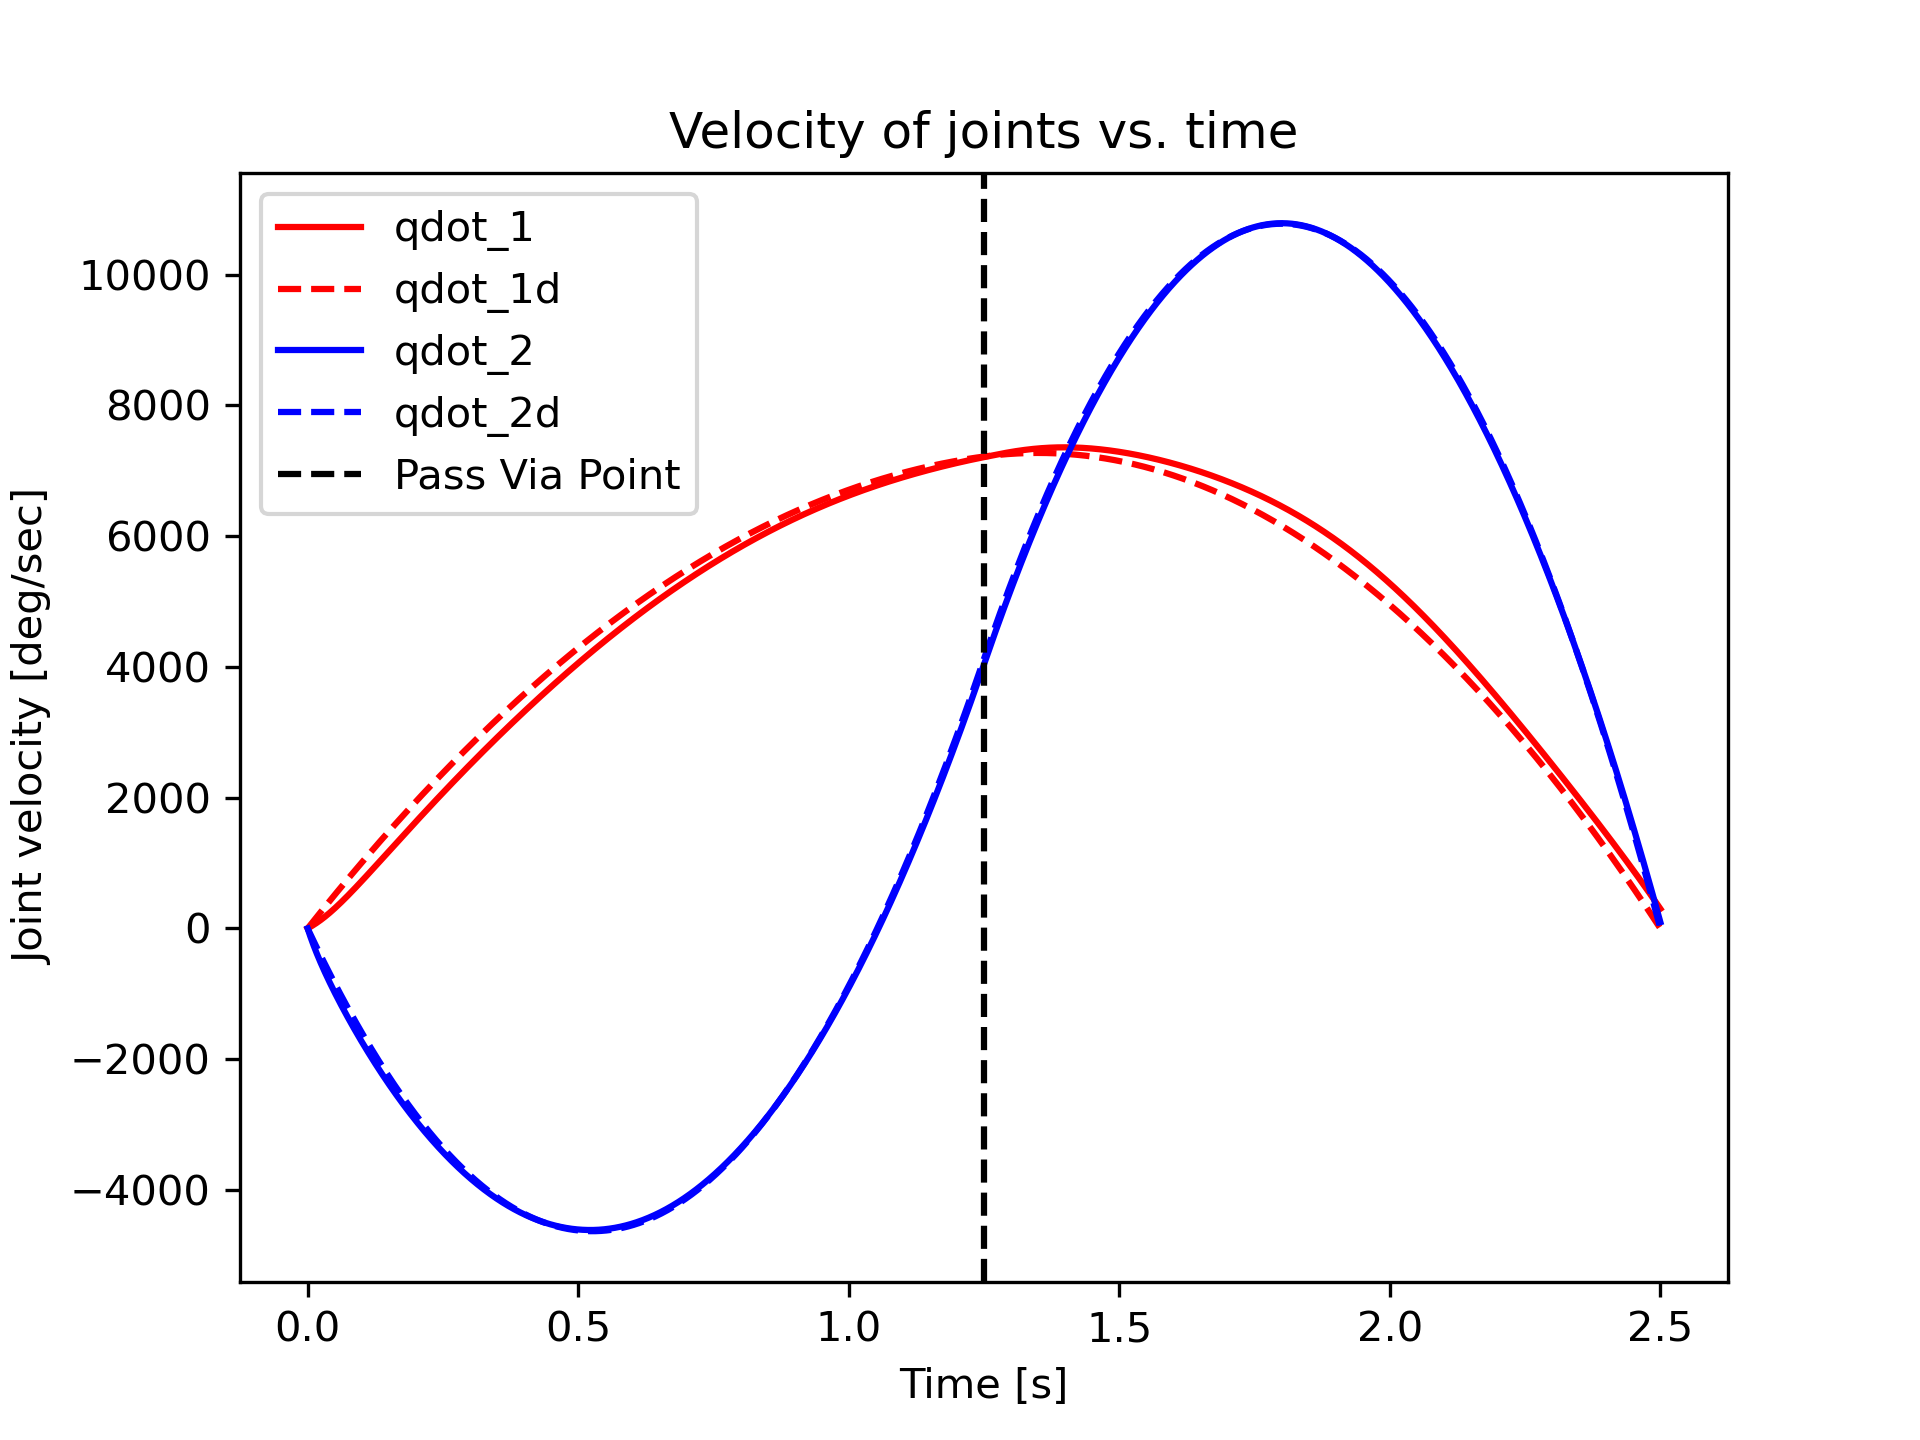 Velocity of joints vs. time
qdot_1
qdot_1d
qdot_2
qdot_2d
Pass Via Point
Joint velocity [deg/sec]
10000
8000
6000
4000
2000
0
−2000
−4000
0.0 0.5 1.0 1.5 2.0 2.5
Time [s]